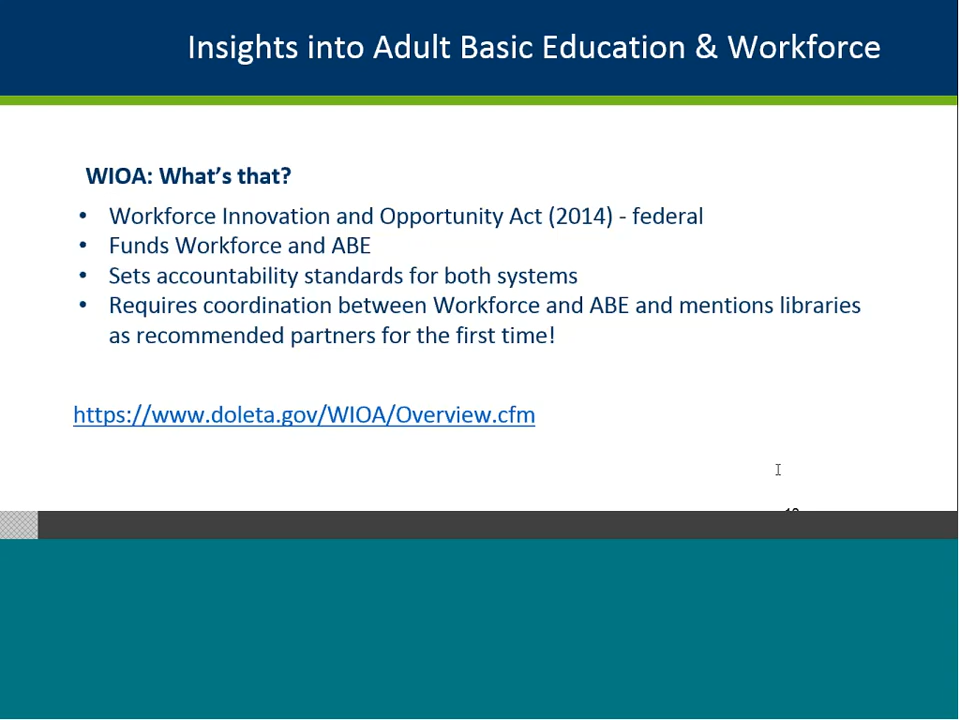 Insights into Adult Basic Education & Workforce
WIOA: What's that?
• Workforce Innovation and Opportunity Act (2014) - federal
• Funds Workforce and ABE
• Sets accountability standards for both systems
• Requires coordination between Workforce and ABE and mentions libraries
as recommended partners for the first time!
https://www.doleta.gov/WIOA/Overview.cfm